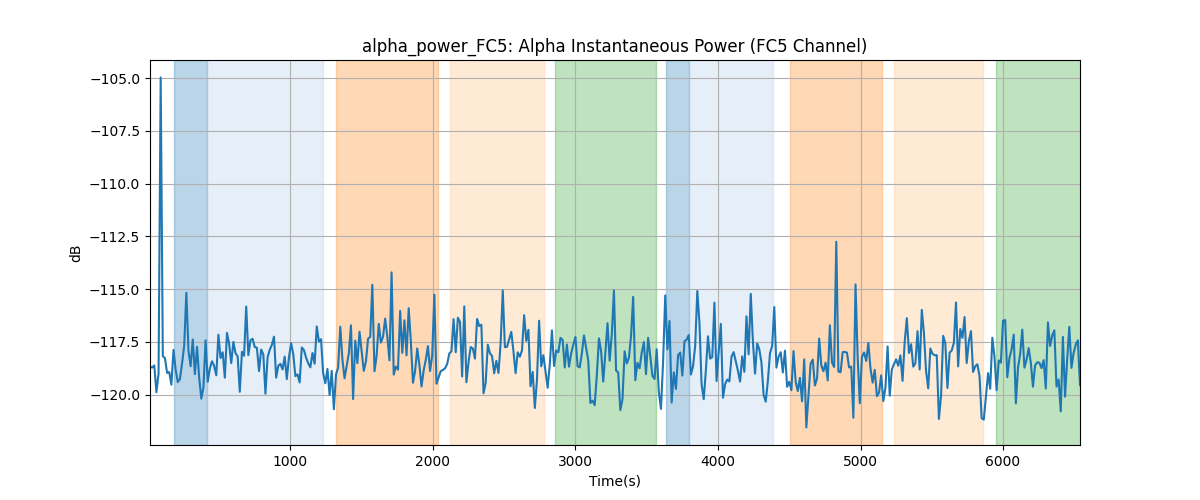 alpha_power_FC5: Alpha Instantaneous Power (FC5 Channel)
−105.0
−107.5
−110.0
−112.5
−115.0
−117.5
−120.0
dB
1000 2000 3000 4000 5000 6000
Time(s)